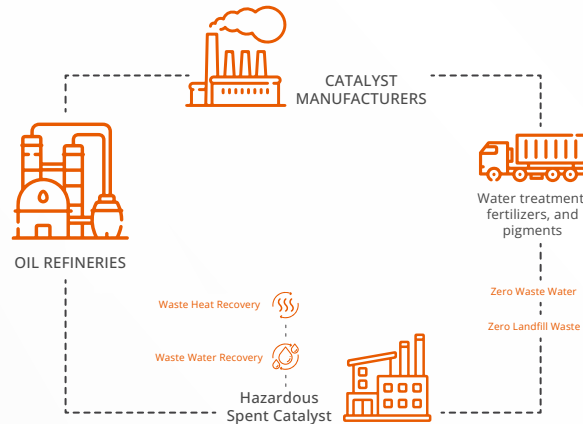 CATALYST
MANUFACTURERS
Water treatment,
fertilizers, and
pigments
OIL REFINERIES
Zero Waste Water
Waste Heat Recovery
Zero Landfill Waste
Waste Water Recovery
Hazardous
Spent Catalyst